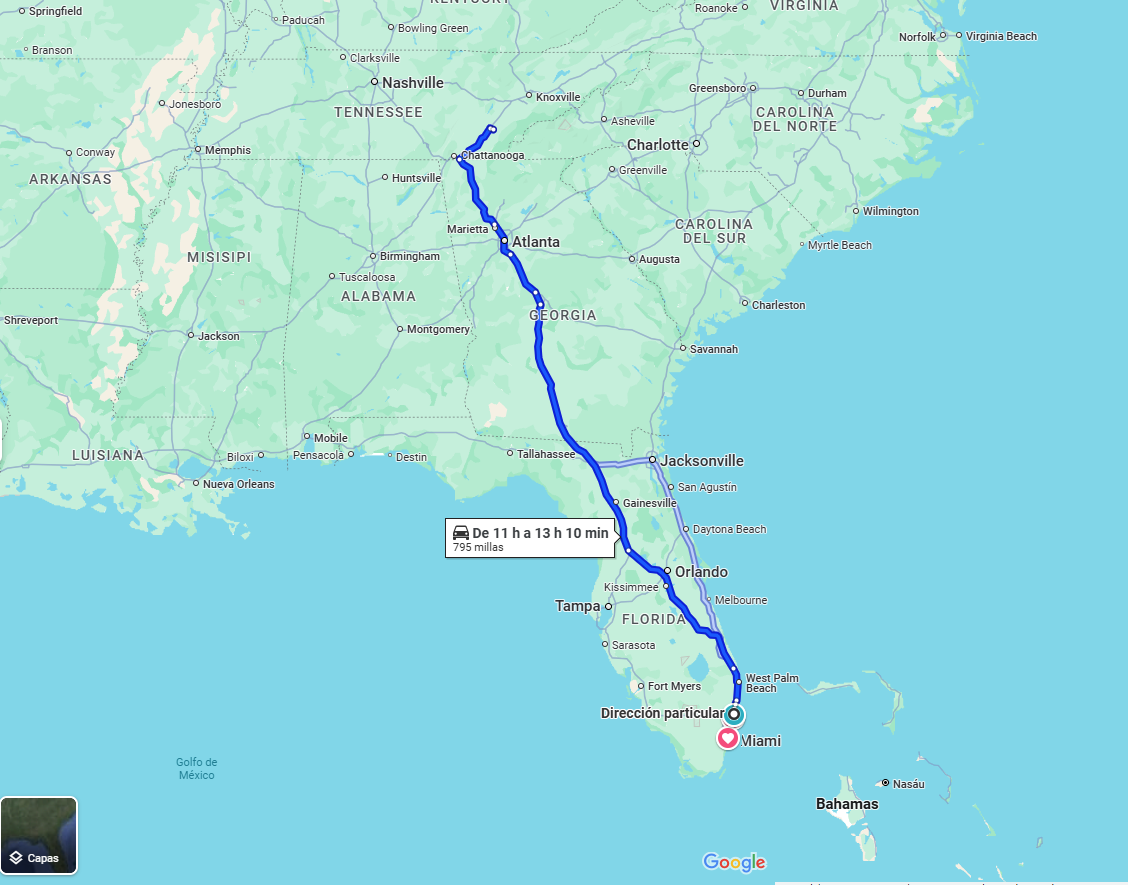 KENTUCKY
Springfield
Paducah
Roanoke
VIRGINIA
Bowling Green
Norfolk
Virginia Beach
Branson
Clarksville
Nashville
Greensboro
Durham
Jonesboro
Knoxville
TENNESSEE
CAROLINA
DEL NORTE
Asheville
Charlotte
Conway
Memphis
Chattanooga
Greenville
ARKANSAS
Huntsville
Wilmington
Marietta
CAROLINA
DEL SUR
Atlanta
Myrtle Beach
MISISIPI
Birmingham
Augusta
Tuscaloosa
ALABAMA
Charleston
GEORGIA
Shreveport
Jackson
Montgomery
Savannah
Mobile
LUISIANA
Biloxi
Pensacola
Destin
Tallahassee
Jacksonville
Nueva Orleans
San Agustín
Gainesville
De 11 h a 13 h 10 min
795 millas
Daytona Beach
Orlando
Kissimmee
Melbourne
Tampa
FLORIDA
Sarasota
Fort Myers
West Palm
Beach
Dirección particular
Miami
Golfo de
México
Nasáu
Bahamas
Capas
Google